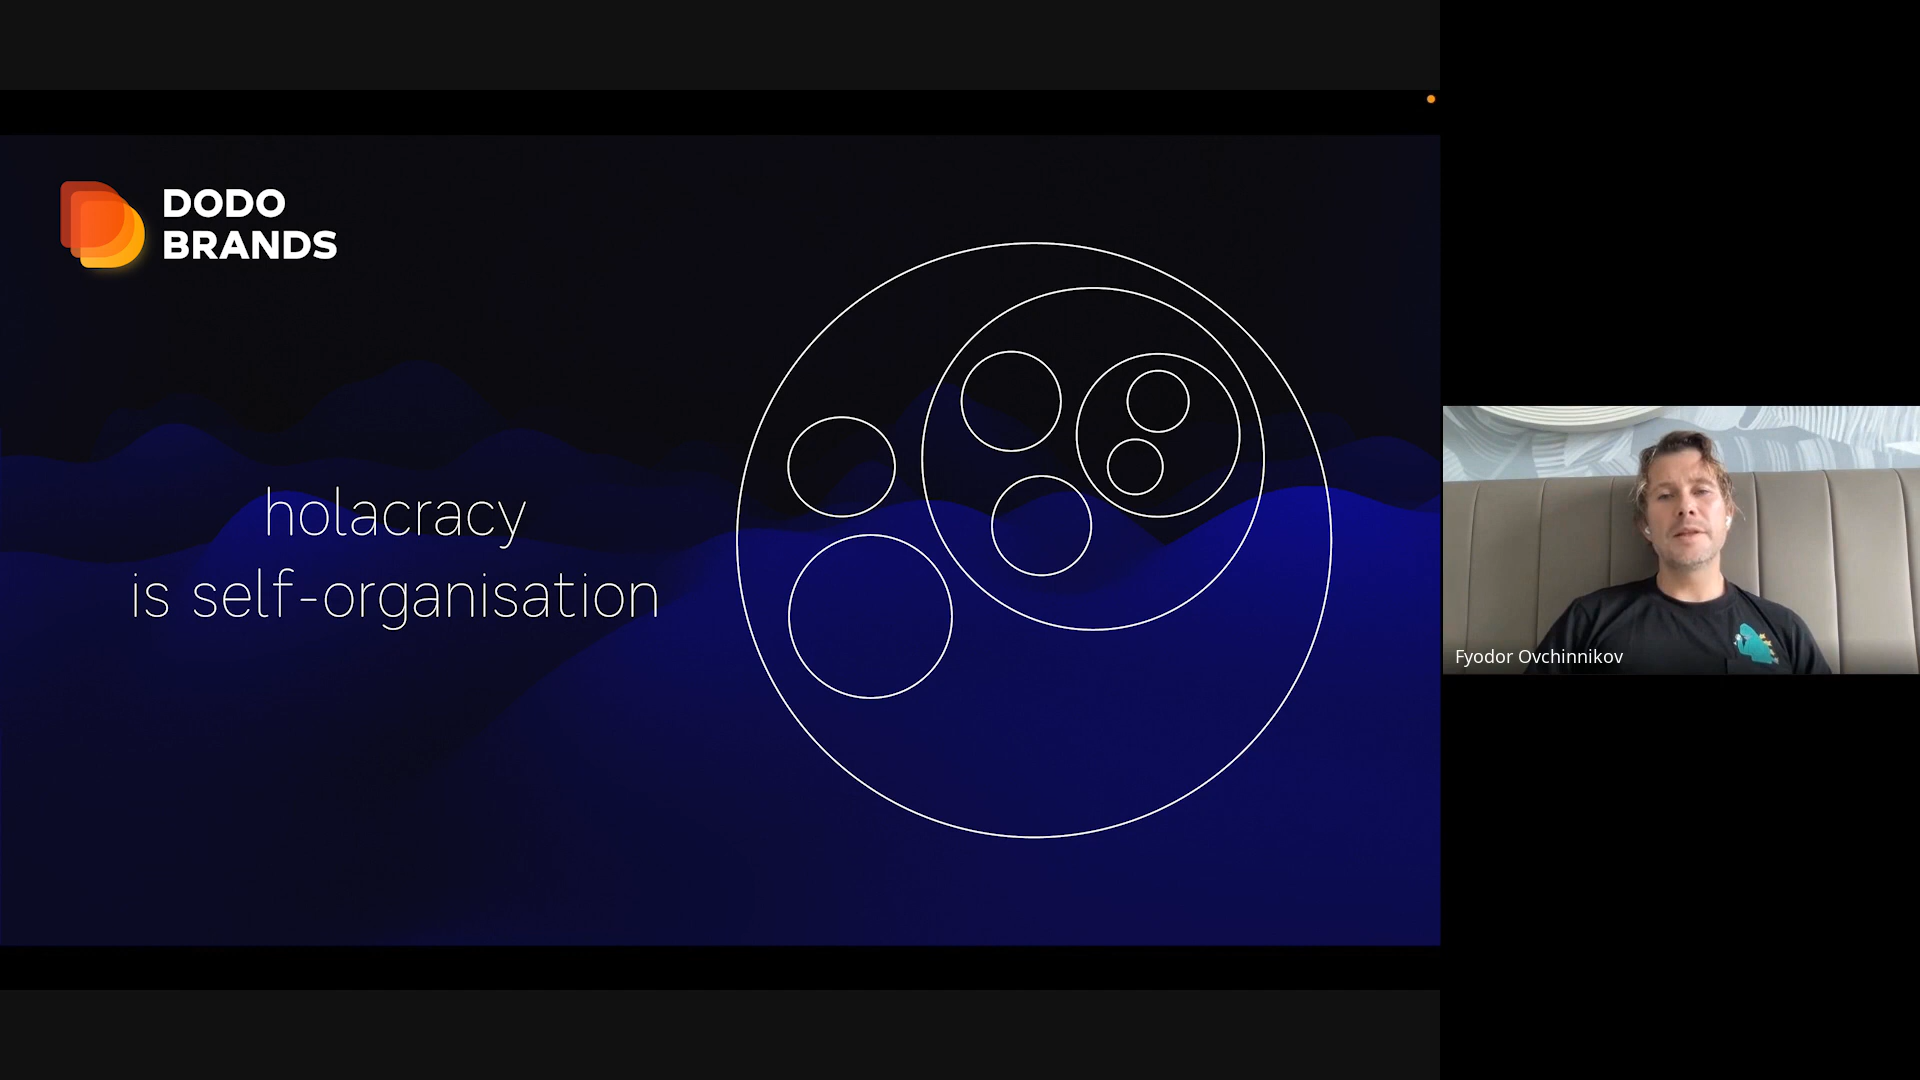 DODO
BRANDS
holacracy
is self-organisation
Fyodor Ovchinnikov